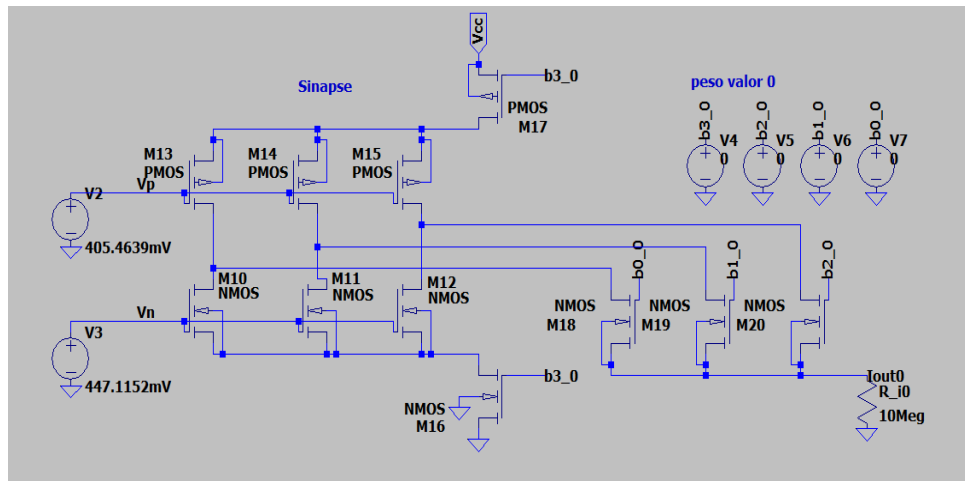 Vcc
b3_0
Sinapse
peso valor 0
PMOS
M17
b3_0
b2_0
b1_0
b0_0
V4
0
V5
0
V6
0
V7
0
M13
PMOS
M14
PMOS
M15
PMOS
V2
Vp
405.4639mV
M10
NMOS
M11
NMOS
M12
NMOS
b0_0
b1_0
b2_0
NMOS
M18
NMOS
M19
NMOS
M20
Vn
V3
447.1152mV
b3_0
NMOS
M16
Iout0
R_i0
10Meg